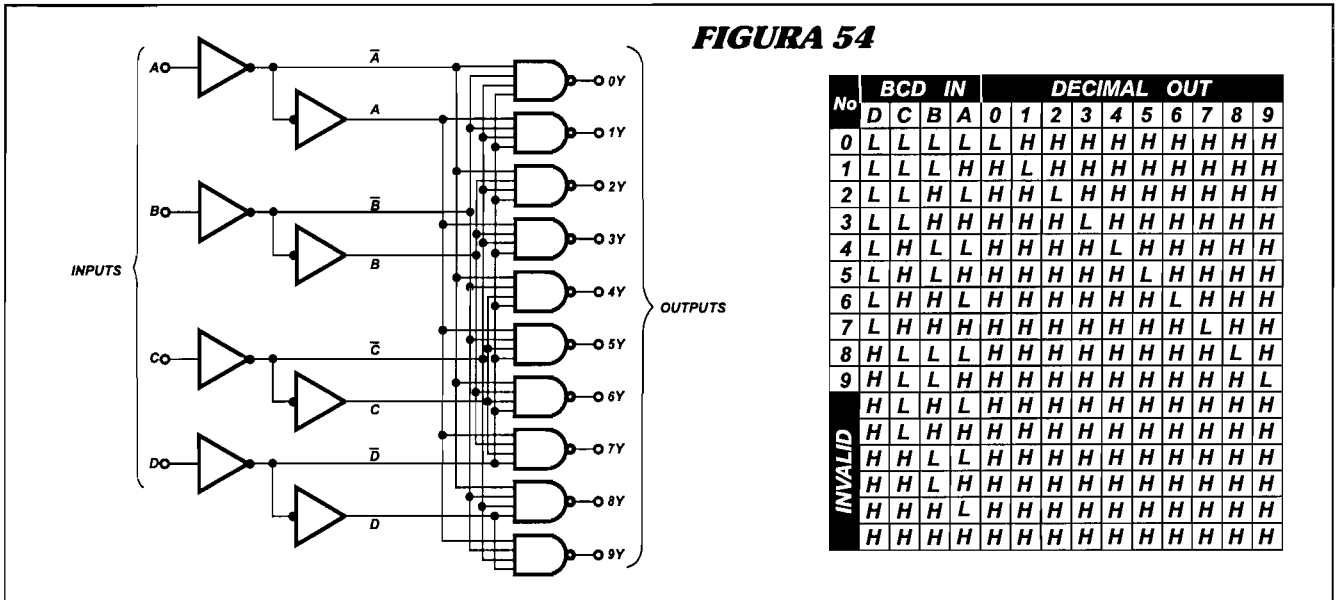 FIGURA 54
A
A̅
A
B
B̅
B
C
C̅
C
D
D̅
D
INPUTS
0Y
1Y
2Y
3Y
4Y
5Y
6Y
7Y
8Y
9Y
OUTPUTS
No BCD IN DECIMAL OUT
D C B A 0 1 2 3 4 5 6 7 8 9
0 L L L L L H H H H H H H H H
1 L L L H H L H H H H H H H H
2 L L H L H H L H H H H H H H
3 L L H H H H H L H H H H H H
4 L H L L H H H H L H H H H H
5 L H L H H H H H H L H H H H
6 L H H L H H H H H H L H H H
7 L H H H H H H H H H H L H H
8 H L L L H H H H H H H H L H
9 H L L H H H H H H H H H H L
INVALID
H L H L H H H H H H H H H H
H L H H H H H H H H H H H H
H H L L H H H H H H H H H H
H H L H H H H H H H H H H H
H H H L H H H H H H H H H H
H H H H H H H H H H H H H H